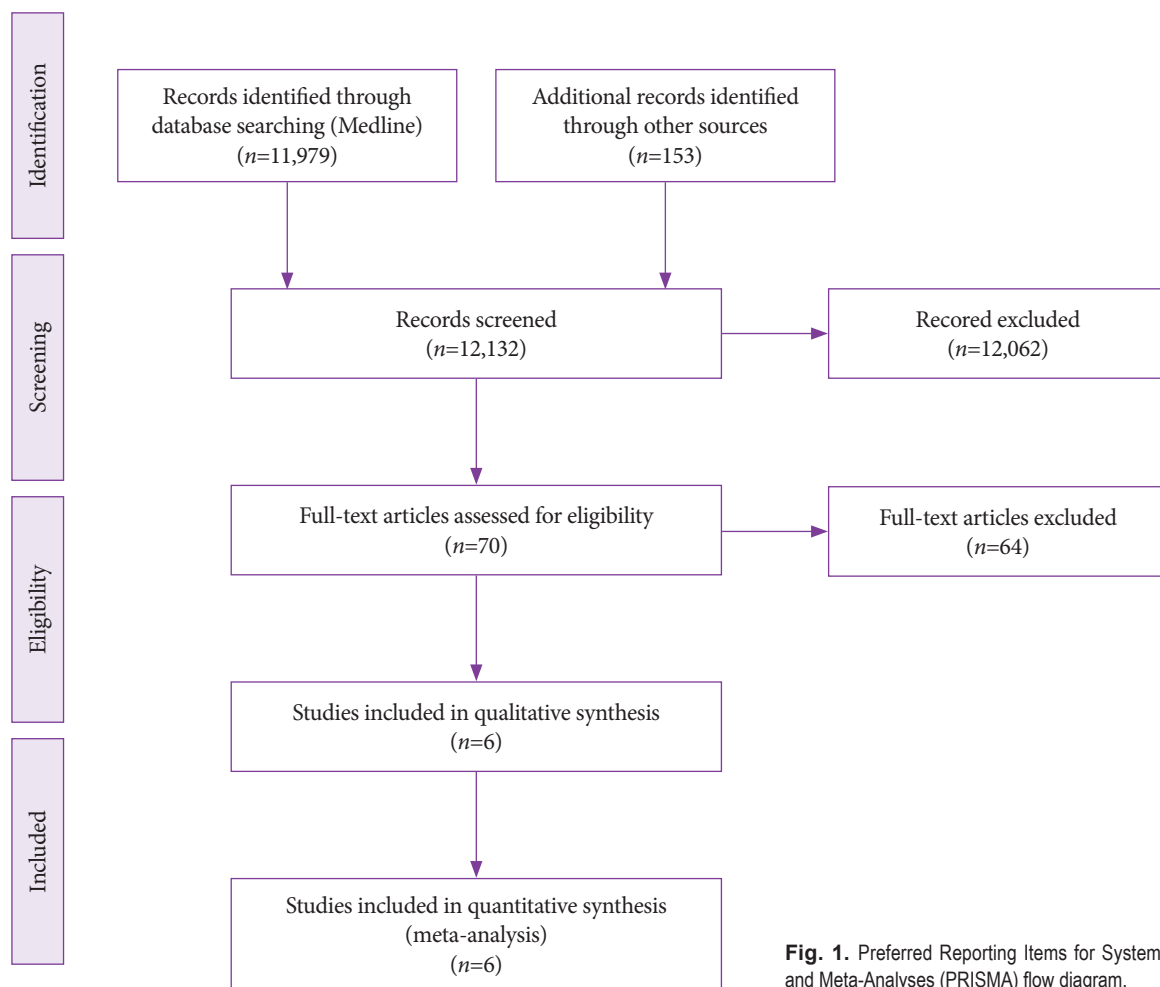 Identification
Records identified through
database searching (Medline)
(n=11,979)
Additional records identified
through other sources
(n=153)
Screening
Records screened
(n=12,132)
Recored excluded
(n=12,062)
Eligibility
Full-text articles assessed for eligibility
(n=70)
Full-text articles excluded
(n=64)
Studies included in qualitative synthesis
(n=6)
Included
Studies included in quantitative synthesis
(meta-analysis)
(n=6)
Fig. 1. Preferred Reporting Items for System
and Meta-Analyses (PRISMA) flow diagram.